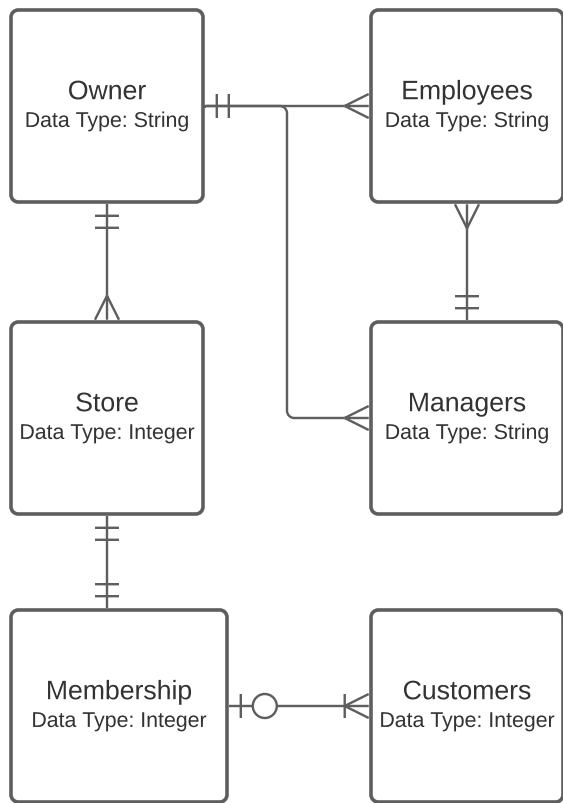 Owner
Data Type: String
Employees
Data Type: String
Store
Data Type: Integer
Managers
Data Type: String
Membership
Data Type: Integer
Customers
Data Type: Integer